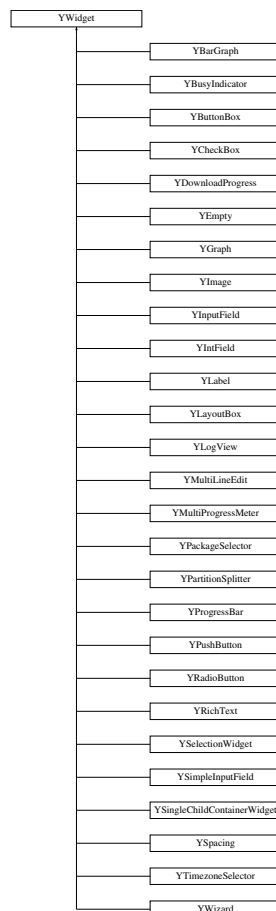 YWidget
YBarGraph
YBusyIndicator
YButtonBox
YCheckBox
YDownloadProgress
YEmpty
YGraph
YImage
YInputField
YIntField
YLabel
YLayoutBox
YLogView
YMultiLineEdit
YMultiProgressMeter
YPackageSelector
YPartitionSplitter
YProgressBar
YPushButton
YRadioButton
YRichText
YSelectionWidget
YSimpleInputField
YSingleChildContainerWidget
YSpacing
YTimezoneSelector
YWizard